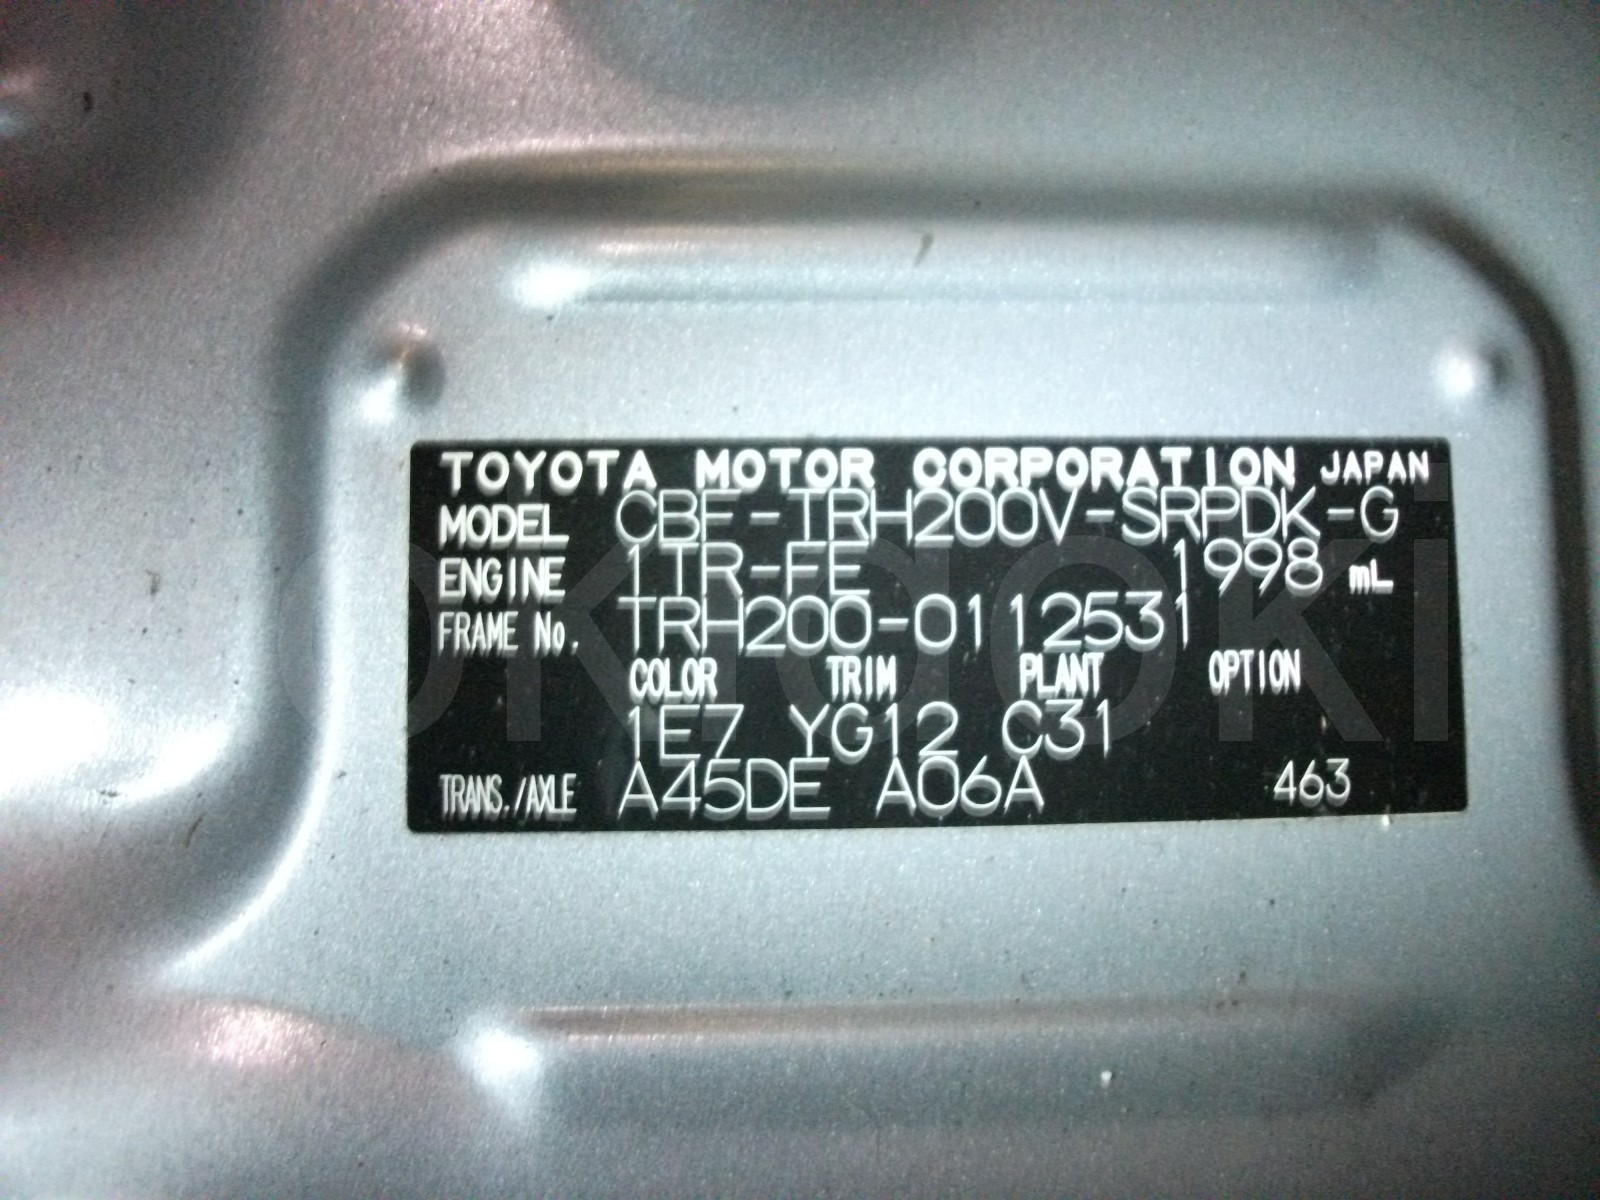 TOYOTA MOTOR CORPORATION JAPAN
MODEL CBF-TRH200V-SRPDK-G
ENGINE 1TR-FE 1998 mL
FRAME No. TRH200-0112531
COLOR TRIM PLANT OPTION
1E7 YG12 C31
TRANS./AXLE A45DE A06A 463
okidoki